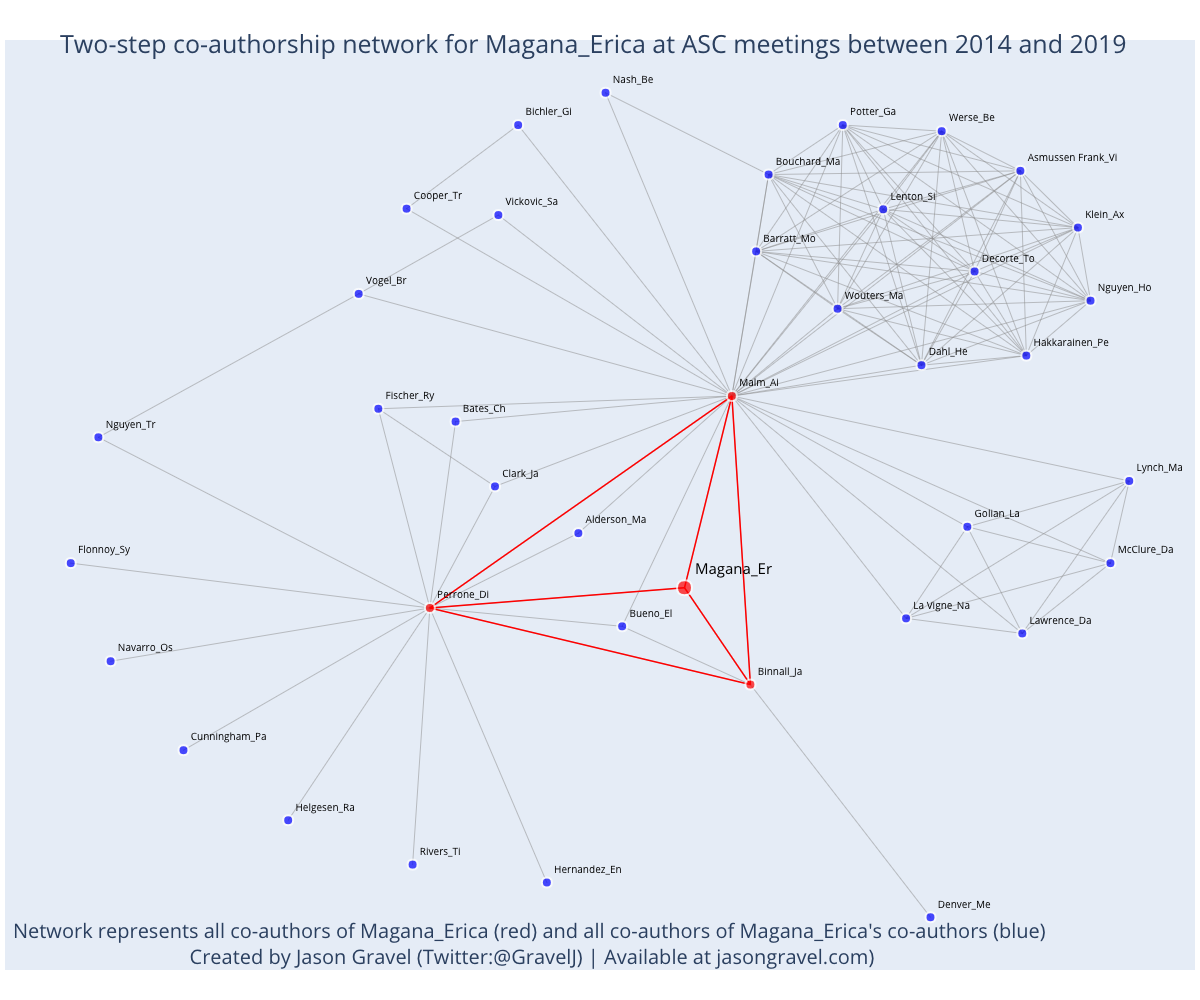 Two-step co-authorship network for Magana_Erica at ASC meetings between 2014 and 2019
Nash_Be
Bichler_Gi
Potter_Ga
Werse_Be
Bouchard_Ma
Asmussen Frank_Vi
Cooper_Tr
Vickovic_Sa
Lenton_Si
Klein_Ax
Barratt_Mo
Decorte_To
Vogel_Br
Wouters_Ma
Nguyen_Ho
Dahl_He
Hakkarainen_Pe
Malm_Ai
Fischer_Ry
Bates_Ch
Nguyen_Tr
Clark_Ja
Lynch_Ma
Golian_La
Alderson_Ma
Flonnoy_Sy
McClure_Da
Magana_Er
Perrone_Di
Bueno_El
La Vigne_Na
Lawrence_Da
Navarro_Os
Binnall_Ja
Cunningham_Pa
Helgesen_Ra
Rivers_Ti
Hernandez_En
Denver_Me
Network represents all co-authors of Magana_Erica (red) and all co-authors of Magana_Erica's co-authors (blue)
Created by Jason Gravel (Twitter:@GravelJ) | Available at jasongravel.com)